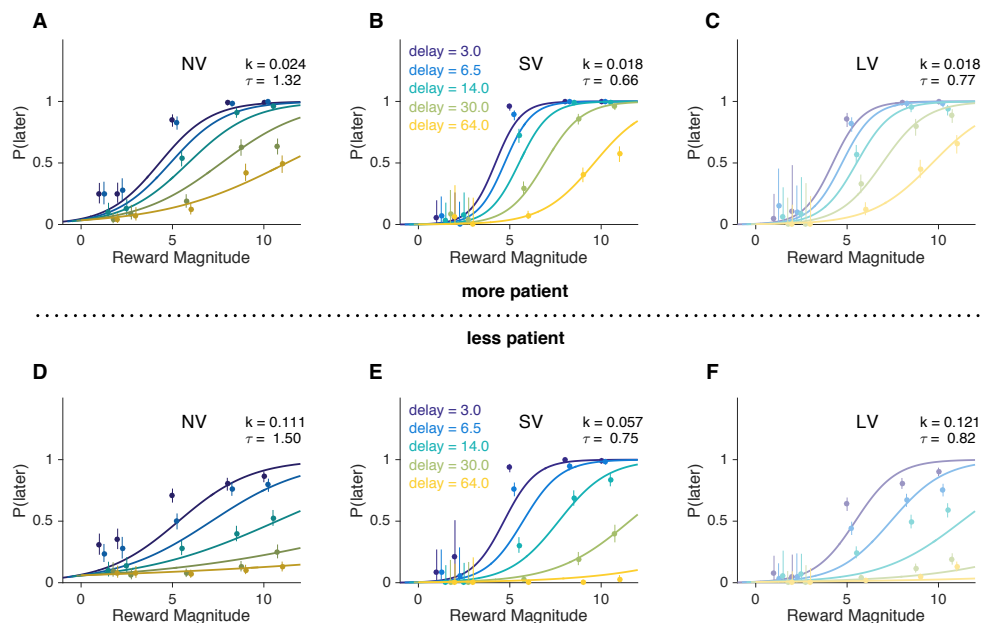 A
NV
k = 0.024
τ = 1.32
P(later)
1
0.5
0
0
5
10
Reward Magnitude
B
delay = 3.0
delay = 6.5
delay = 14.0
delay = 30.0
delay = 64.0
SV
k = 0.018
τ = 0.66
P(later)
1
0.5
0
0
5
10
Reward Magnitude
C
LV
k = 0.018
τ = 0.77
P(later)
1
0.5
0
0
5
10
Reward Magnitude
more patient
less patient
D
NV
k = 0.111
τ = 1.50
P(later)
1
0.5
0
0
5
10
Reward Magnitude
E
delay = 3.0
delay = 6.5
delay = 14.0
delay = 30.0
delay = 64.0
SV
k = 0.057
τ = 0.75
P(later)
1
0.5
0
0
5
10
Reward Magnitude
F
LV
k = 0.121
τ = 0.82
P(later)
1
0.5
0
5
10
Reward Magnitude